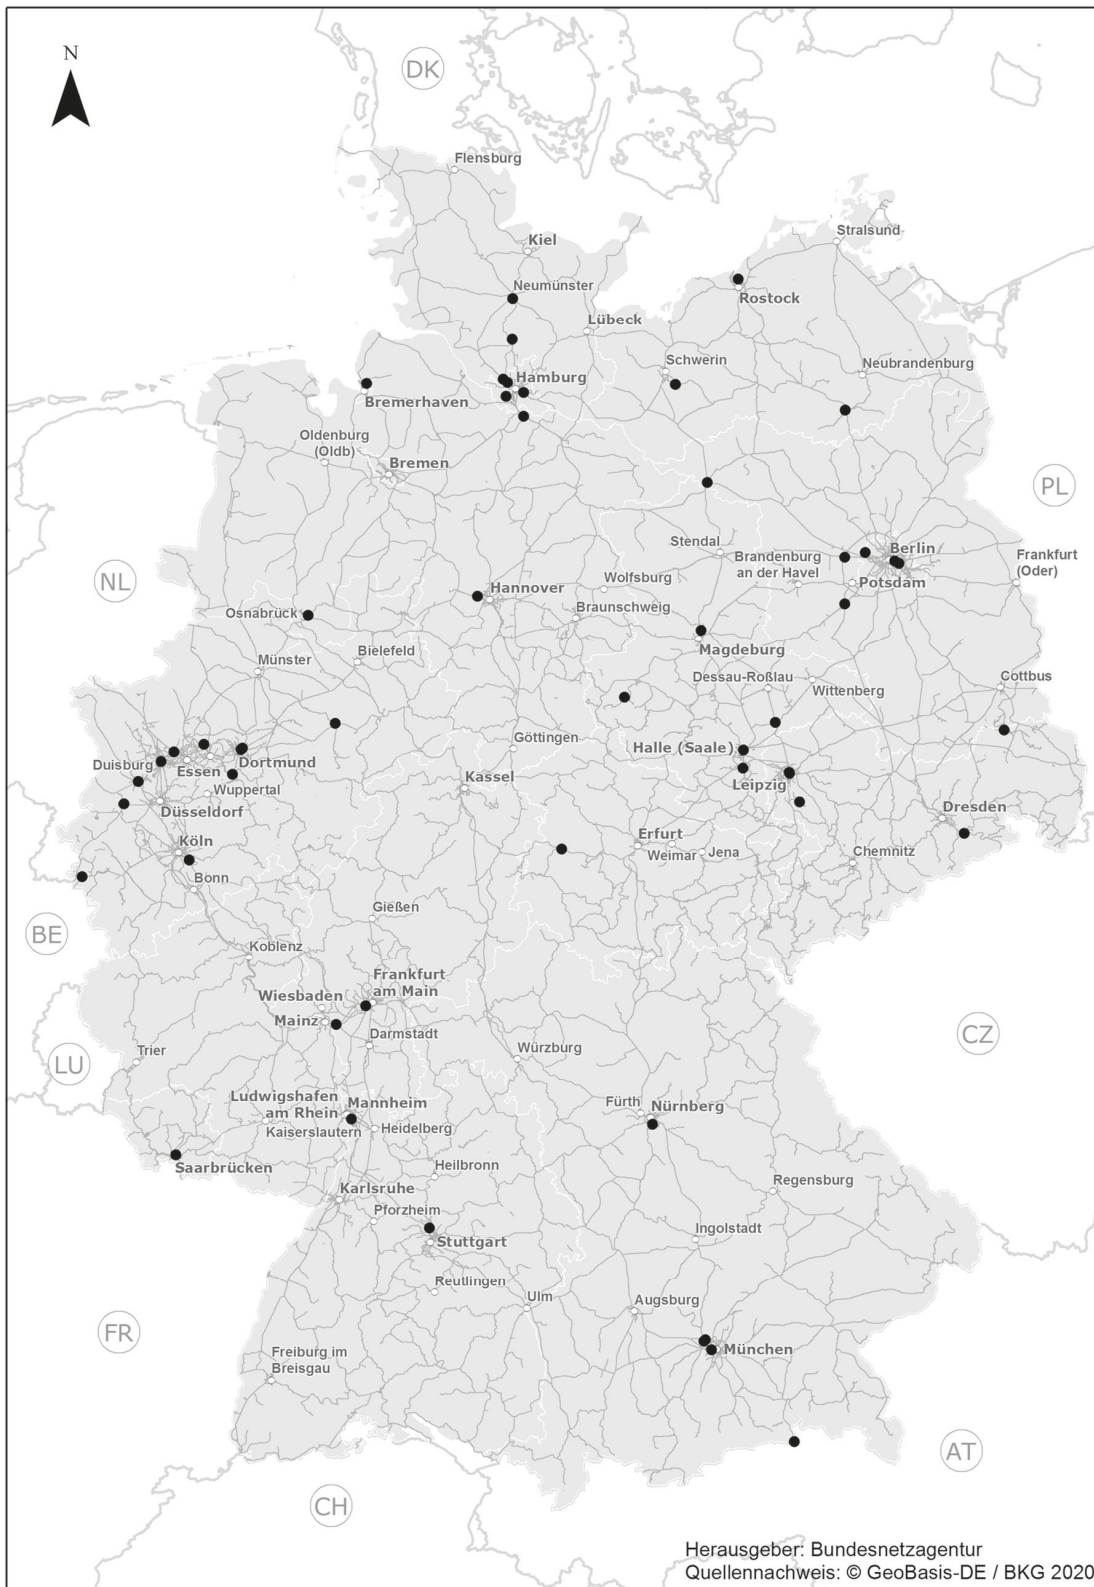 N
DK
Flensburg
Kiel
Stralsund
Neumünster
Rostock
Lübeck
Schwerin
Neubrandenburg
Hamburg
Bremerhaven
Oldenburg
(Oldb)
Bremen
PL
Stendal
Berlin
Brandenburg
an der Havel
Frankfurt
(Oder)
NL
Wolfsburg
Potsdam
Hannover
Osnabrück
Braunschweig
Magdeburg
Bielefeld
Münster
Dessau-Roßlau
Wittenberg
Cottbus
Göttingen
Halle (Saale)
Duisburg
Essen
Dortmund
Kassel
Leipzig
Wuppertal
Düsseldorf
Dresden
Köln
Erfurt
Weimar
Jena
Chemnitz
Bonn
Gießen
BE
Koblenz
Frankfurt
am Main
Wiesbaden
Mainz
Darmstadt
CZ
Würzburg
Trier
LU
Ludwigshafen
am Rhein
Mannheim
Fürth
Nürnberg
Kaiserslautern
Heidelberg
Saarbrücken
Heilbronn
Karlsruhe
Regensburg
Pforzheim
Ingolstadt
Stuttgart
Reutlingen
Ulm
Augsburg
FR
München
Freiburg im
Breisgau
AT
CH
Herausgeber: Bundesnetzagentur
Quellennachweis: © GeoBasis-DE / BKG 2020